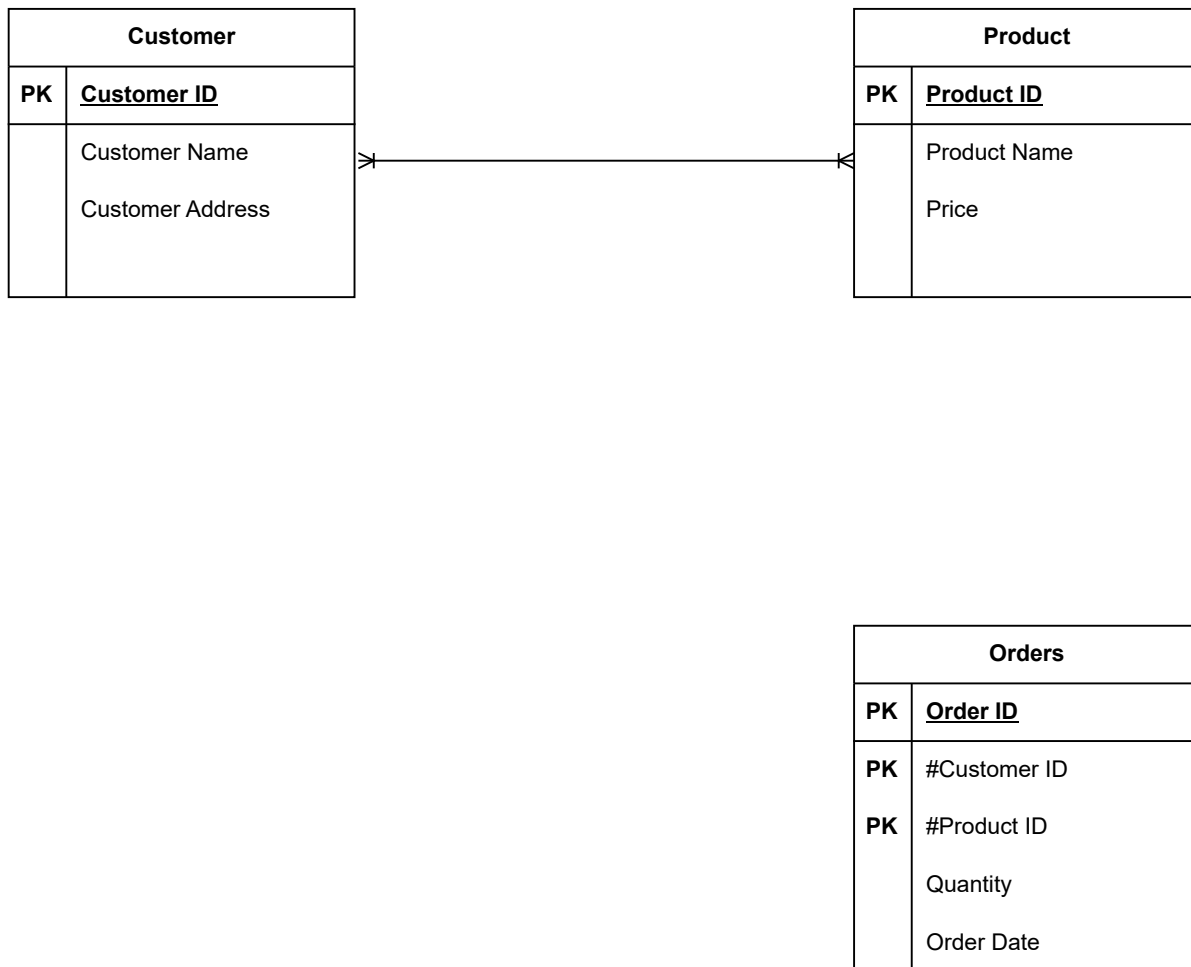 Customer
PK Customer ID
Customer Name
Customer Address
Product
PK Product ID
Product Name
Price
Orders
PK Order ID
PK #Customer ID
PK #Product ID
Quantity
Order Date